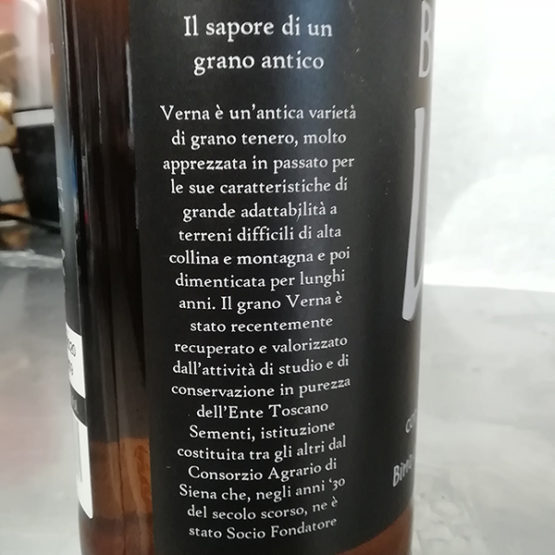 Il sapore di un
grano antico
Verna è un'antica varietà
di grano tenero, molto
apprezzata in passato per
le sue caratteristiche di
grande adattabilità a
terreni difficili di alta
collina e montagna e poi
dimenticata per lunghi
anni. Il grano Verna è
stato recentemente
recuperato e valorizzato
dall'attività di studio e di
conservazione in purezza
dell'Ente Toscano
Sementi, istituzione
costituita tra gli altri dal
Consorzio Agrario di
Siena che, negli anni '30
del secolo scorso, ne è
stato Socio Fondatore